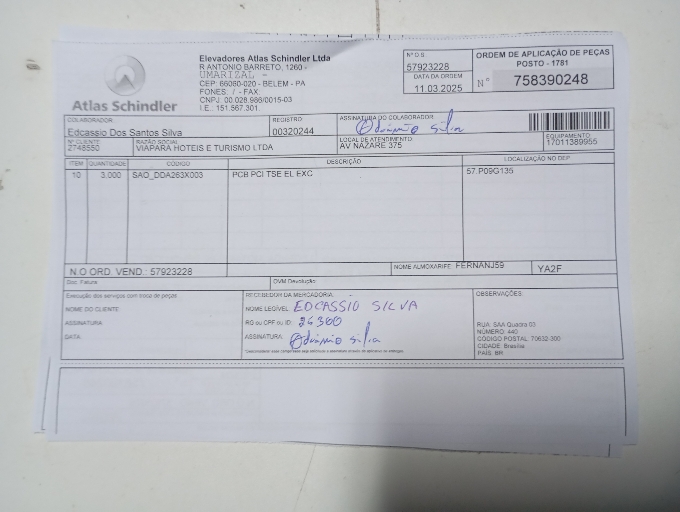 Atlas Schindler
Elevadores Atlas Schindler Ltda
R ANTONIO BARRETO, 1260 -
UMARIZAL -
CEP: 66060-020 - BELEM - PA
FONES: / - FAX:
CNPJ: 00.028.986/0015-03
I.E.: 151.567.301
Nº O.S.
57923228
DATA DA ORDEM
11.03.2025
ORDEM DE APLICAÇÃO DE PEÇAS
POSTO - 1781
N° 758390248
COLABORADOR
Edcassio Dos Santos Silva
REGISTRO
00320244
ASSINATURA DO COLABORADOR
silva
Nº CLIENTE
2748550
RAZÃO SOCIAL
VIAPARA HOTEIS E TURISMO LTDA
LOCAL DE ATENDIMENTO
AV NAZARE 375
EQUIPAMENTO
17011389955
ITEM QUANTIDADE CÓDIGO DESCRIÇÃO LOCALIZAÇÃO NO DEP
10 3,000 SAO_DDA263X003 PCB PCI TSE EL EXC 57.P09G135
N.O ORD. VEND.: 57923228
NOME ALMOXARIFE: FERNANJ59
YA2F
Doc. Fatura
OVM Devolução
Execução dos serviços com troca de peças
NOME DO CLIENTE
ASSINATURA
DATA:
RECEBEDOR DA MERCADORIA:
NOME LEGÍVEL: EDCASSIO SILVA
RG ou CPF ou ID: 26300
ASSINATURA: silva
OBSERVAÇÕES:
RUA: SAA Quadra 03
NÚMERO: 440
CÓDIGO POSTAL: 70632-300
CIDADE: Brasília
PAÍS: BR